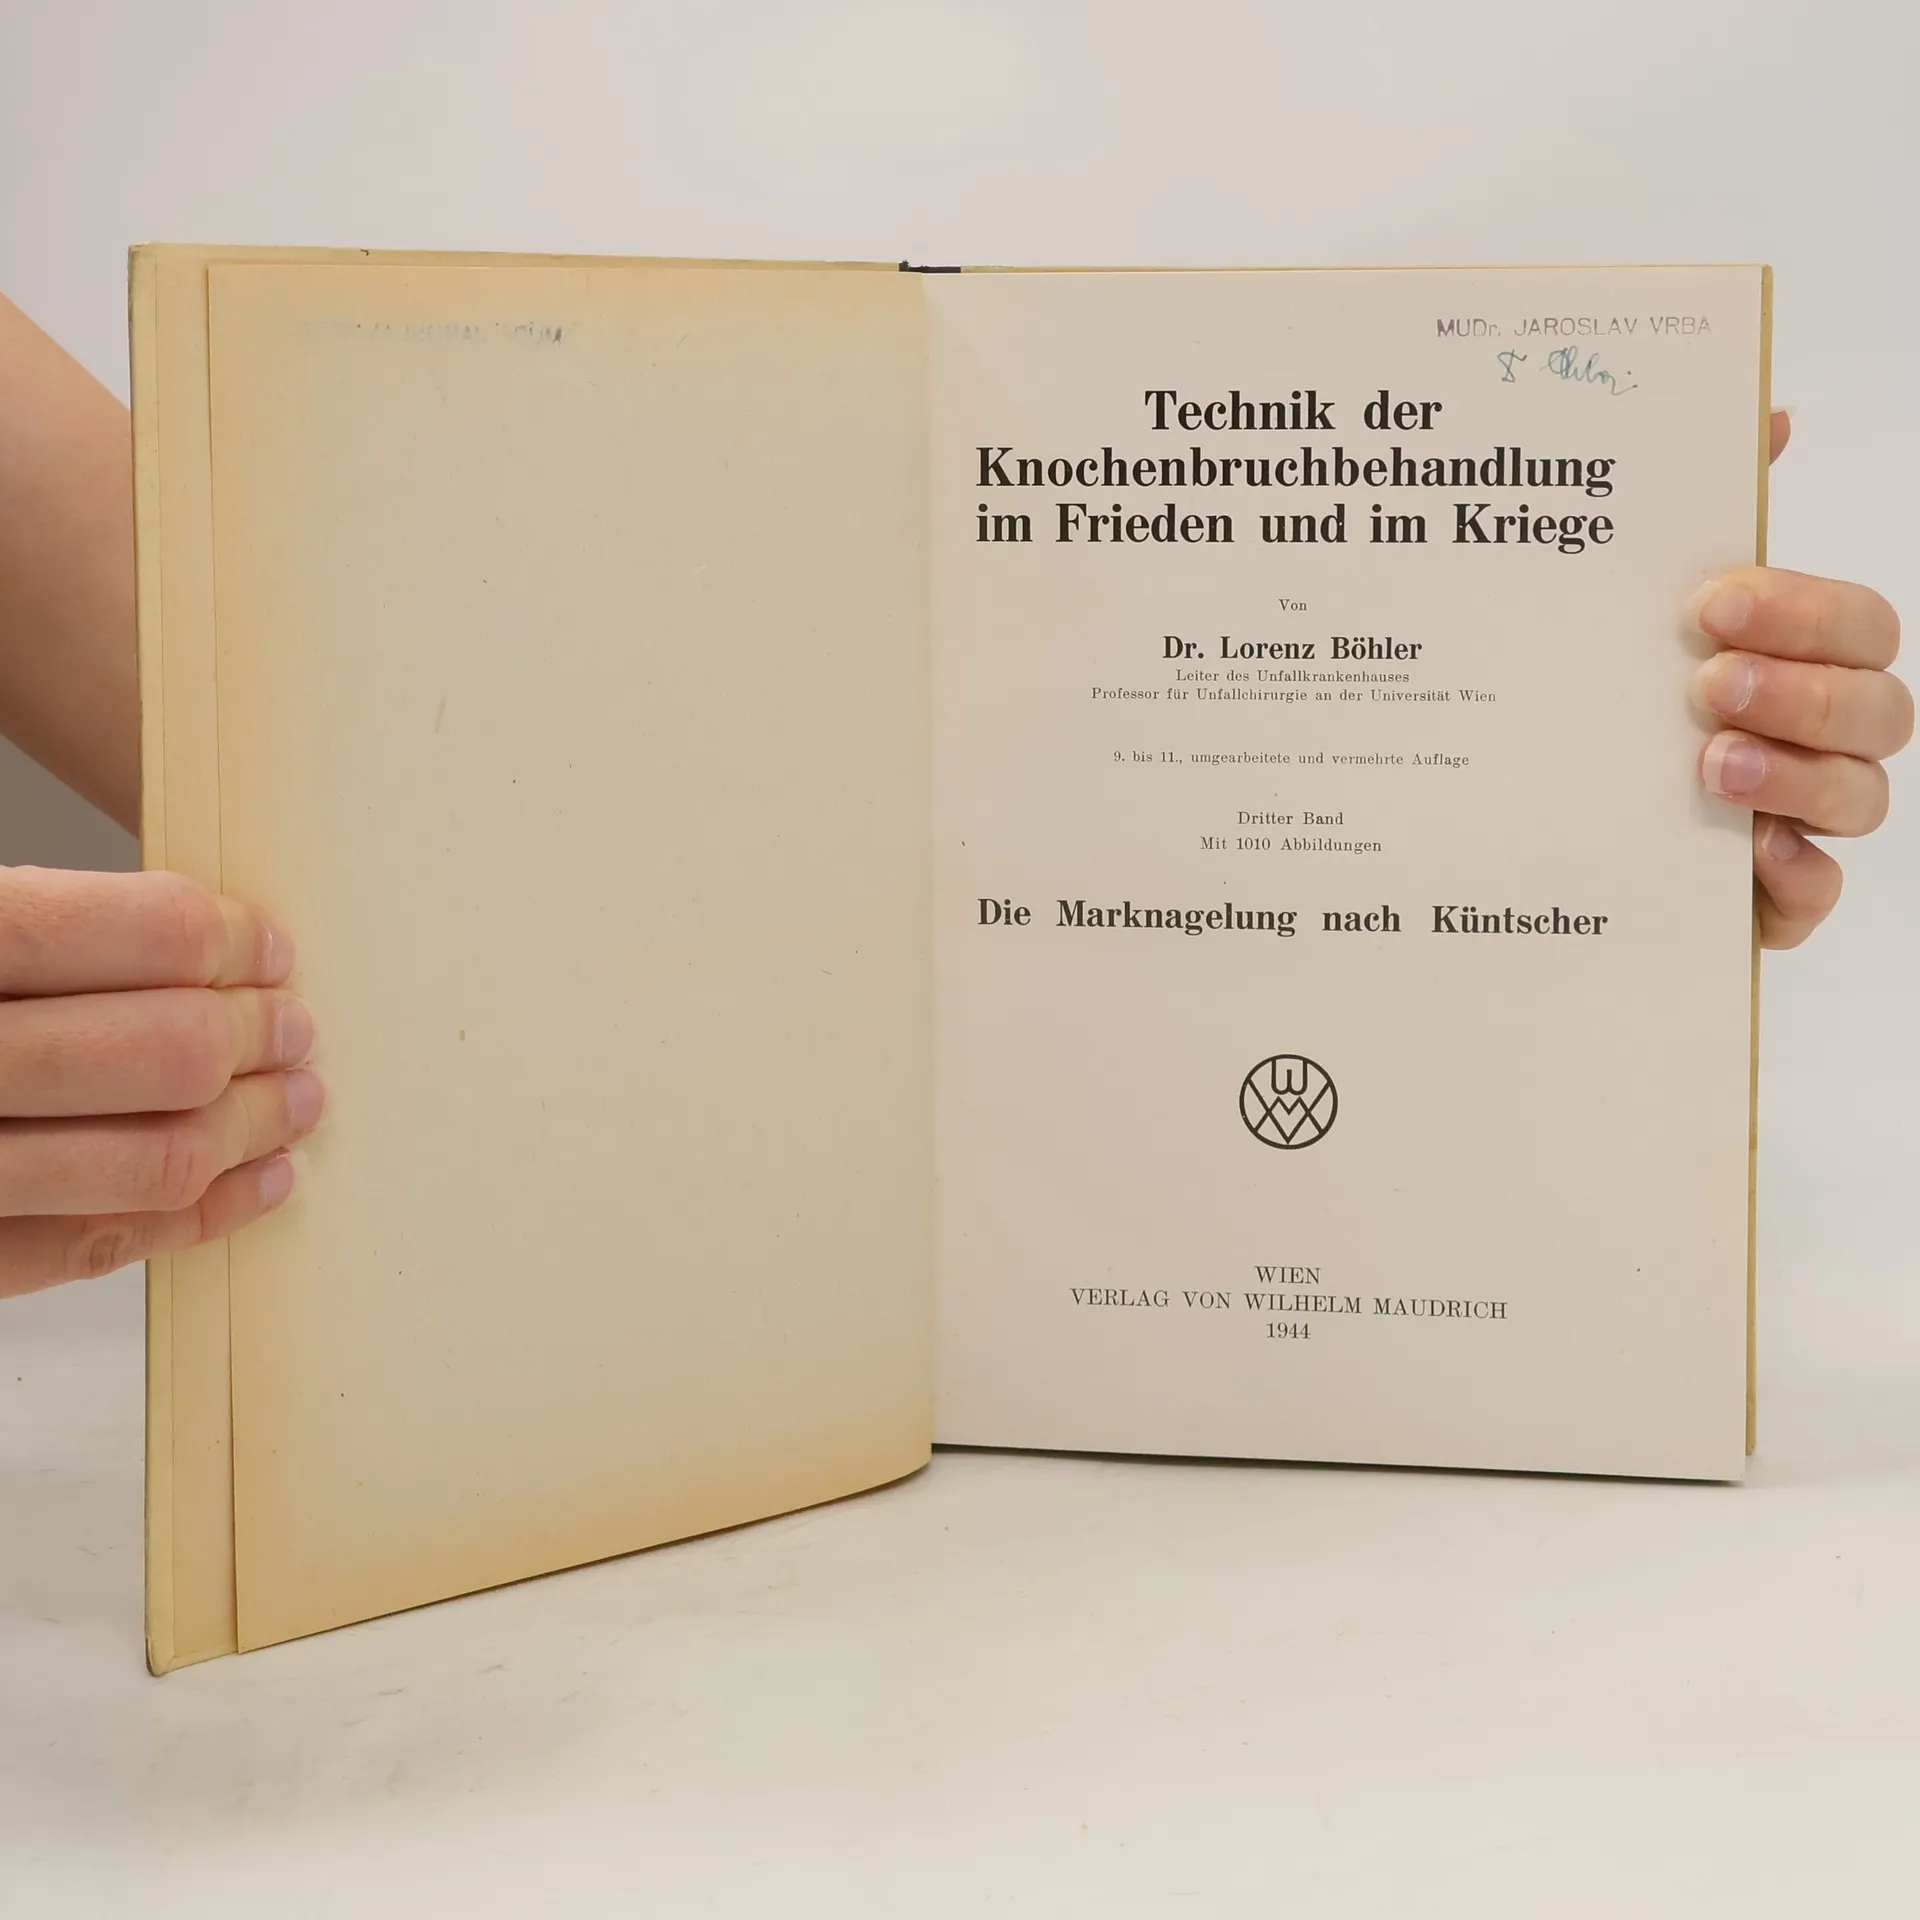 MUDr. JAROSLAV VRBA
Technik der
Knochenbruchbehandlung
im Frieden und im Kriege
Von
Dr. Lorenz Böhler
Leiter des Unfallkrankenhauses
Professor für Unfallchirurgie an der Universität Wien
9. bis 11., umgearbeitete und vermehrte Auflage
Dritter Band
Mit 1010 Abbildungen
Die Marknagelung nach Küntscher
WIEN
VERLAG VON WILHELM MAUDRICH
1944